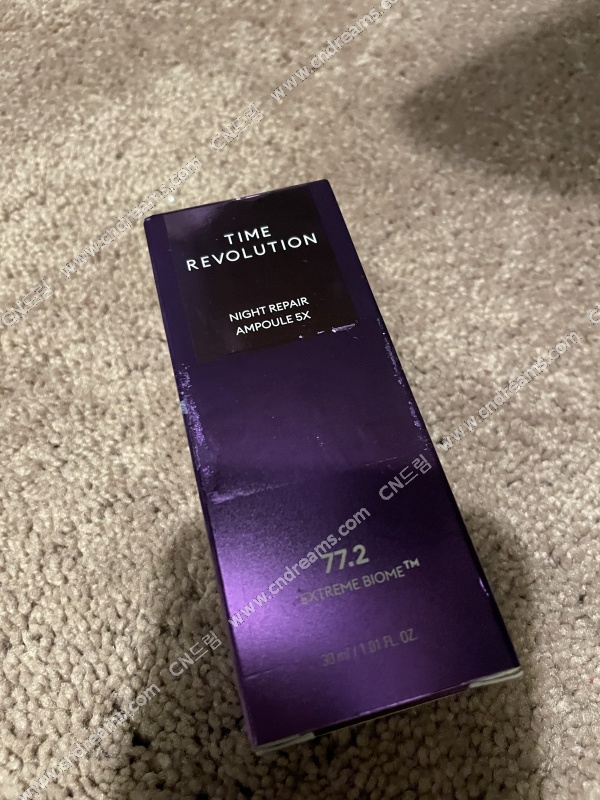 TIME
REVOLUTION
NIGHT REPAIR
AMPOULE 5X
77.2
EXTREME BIOME™
30 ml / 1.01 FL. OZ.
CN드림 www.cndreams.com
CN드림 www.cndreams.com
CN드림 www.cndreams.com
CN드림 www.cndreams.com
www.cndreams.com